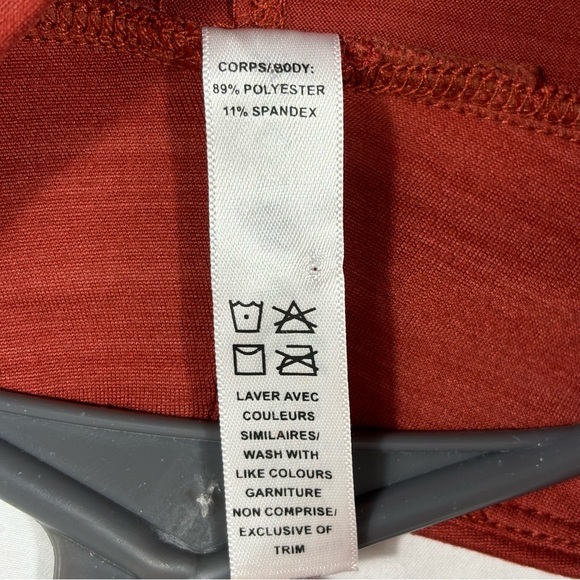 CORPS/BODY:
89% POLYESTER
11% SPANDEX
LAVER AVEC
COULEURS
SIMILAIRES/
WASH WITH
LIKE COLOURS
GARNITURE
NON COMPRISE/
EXCLUSIVE OF
TRIM